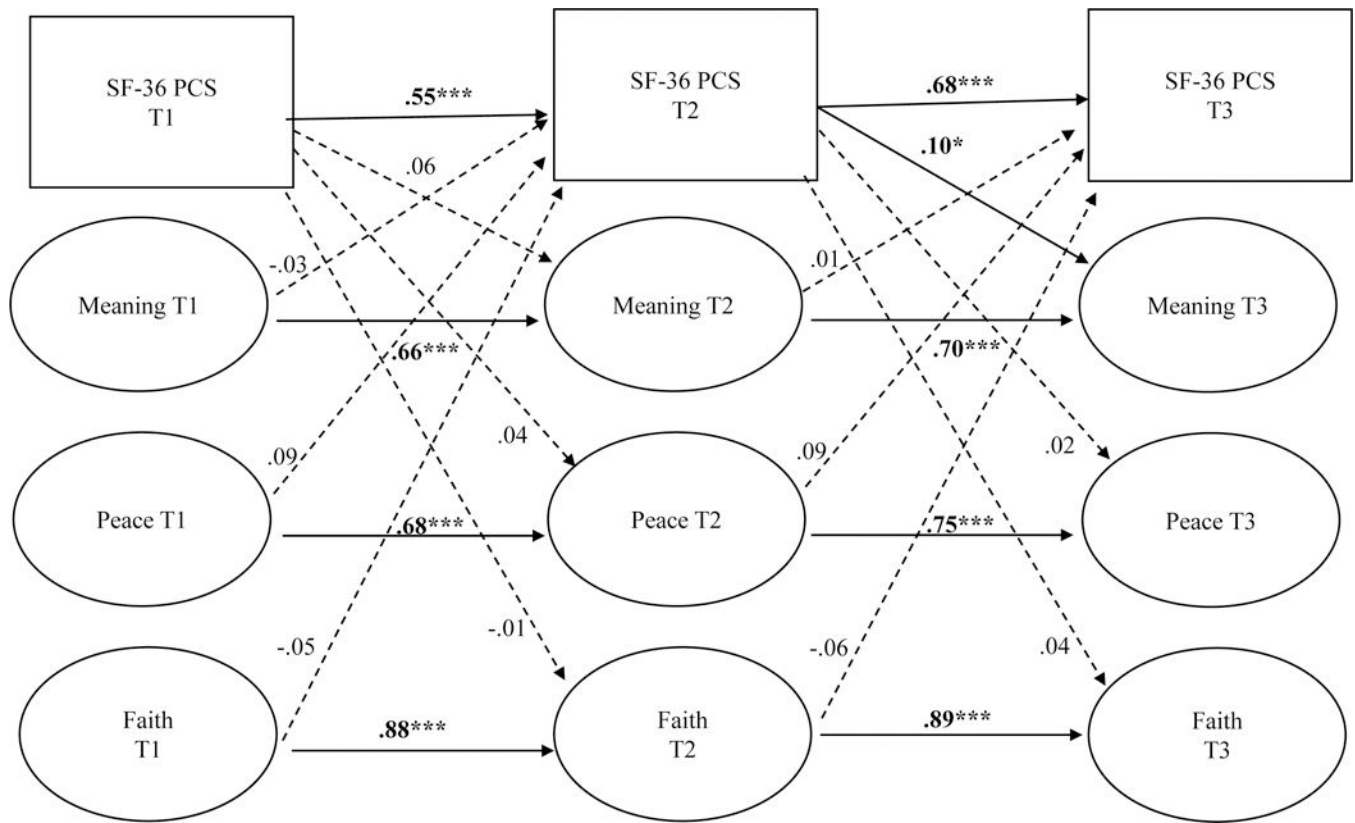 SF-36 PCS
T1
.55***
SF-36 PCS
T2
.68***
SF-36 PCS
T3
.06
.10*
-.03
.01
Meaning T1
Meaning T2
Meaning T3
.66***
.70***
.09
.04
.09
.02
Peace T1
.68***
Peace T2
.75***
Peace T3
-.05
-.01
-.06
.04
Faith
T1
.88***
Faith
T2
.89***
Faith
T3